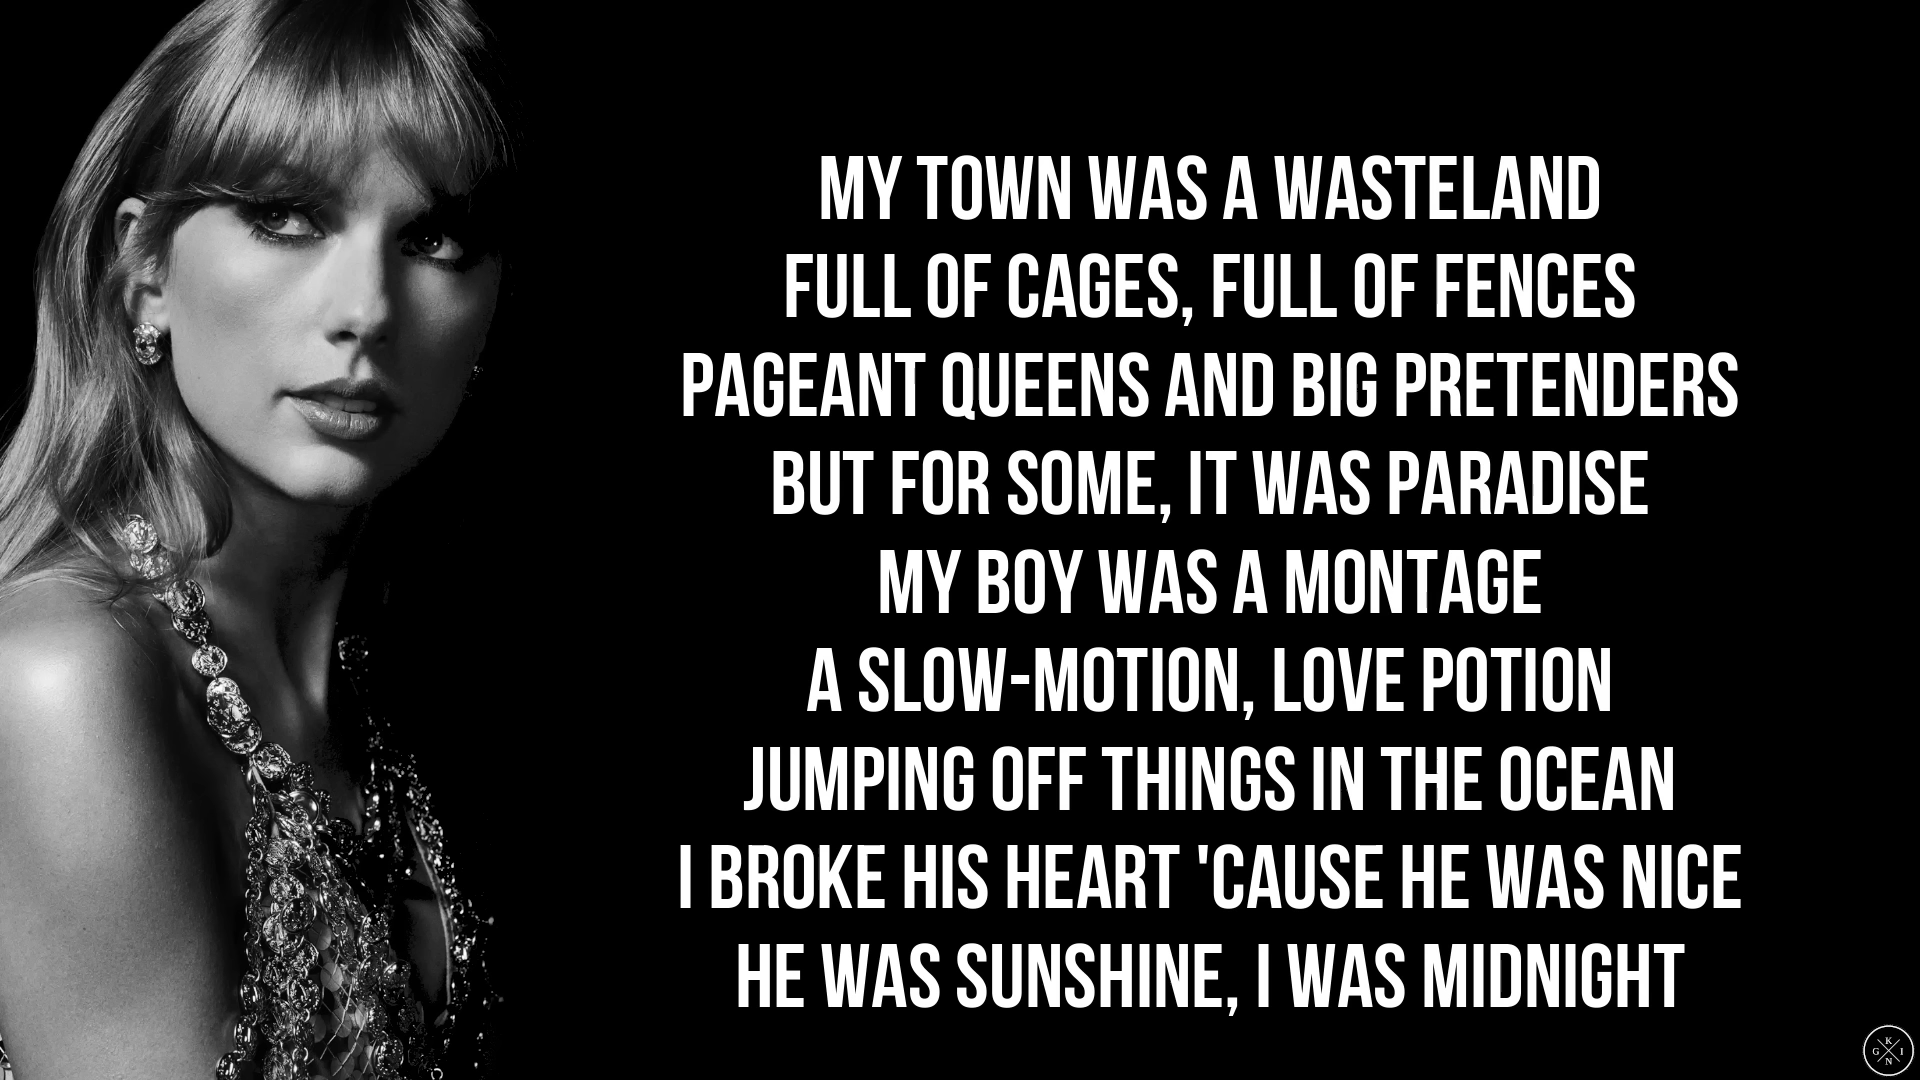 MY TOWN WAS A WASTELAND
FULL OF CAGES, FULL OF FENCES
PAGEANT QUEENS AND BIG PRETENDERS
BUT FOR SOME, IT WAS PARADISE
MY BOY WAS A MONTAGE
A SLOW-MOTION, LOVE POTION
JUMPING OFF THINGS IN THE OCEAN
I BROKE HIS HEART 'CAUSE HE WAS NICE
HE WAS SUNSHINE, I WAS MIDNIGHT
K
G I
N